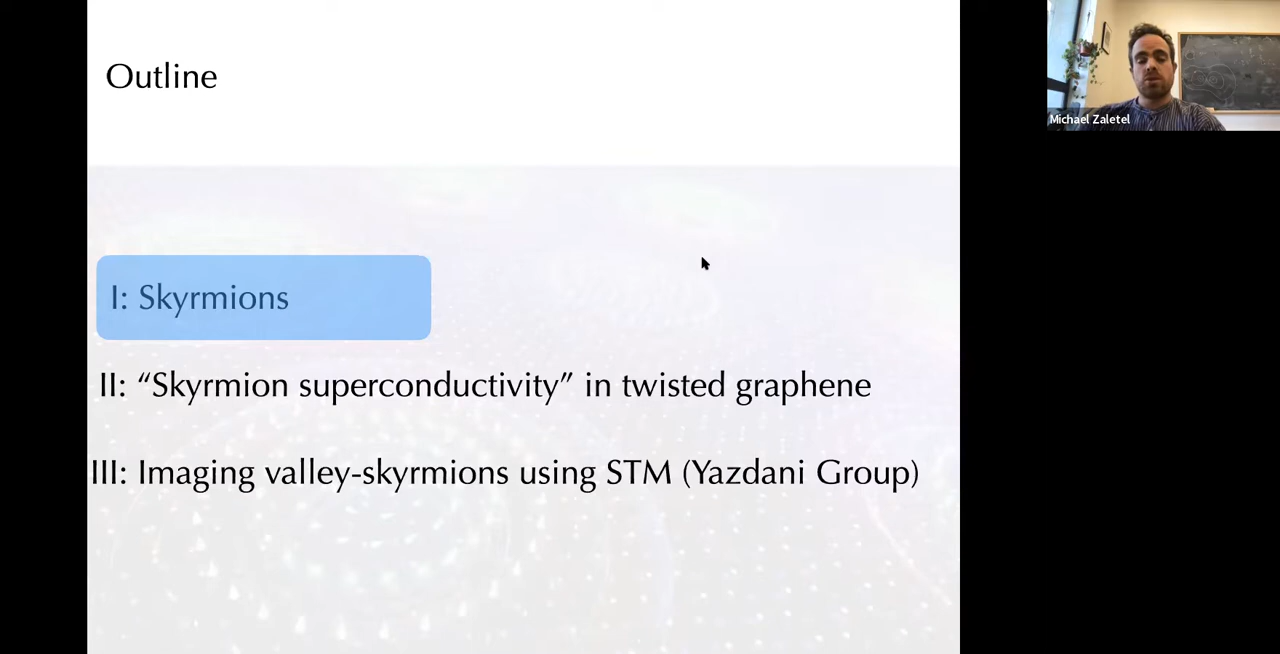 Outline
I: Skyrmions
II: “Skyrmion superconductivity” in twisted graphene
III: Imaging valley-skyrmions using STM (Yazdani Group)
Michael Zaletel